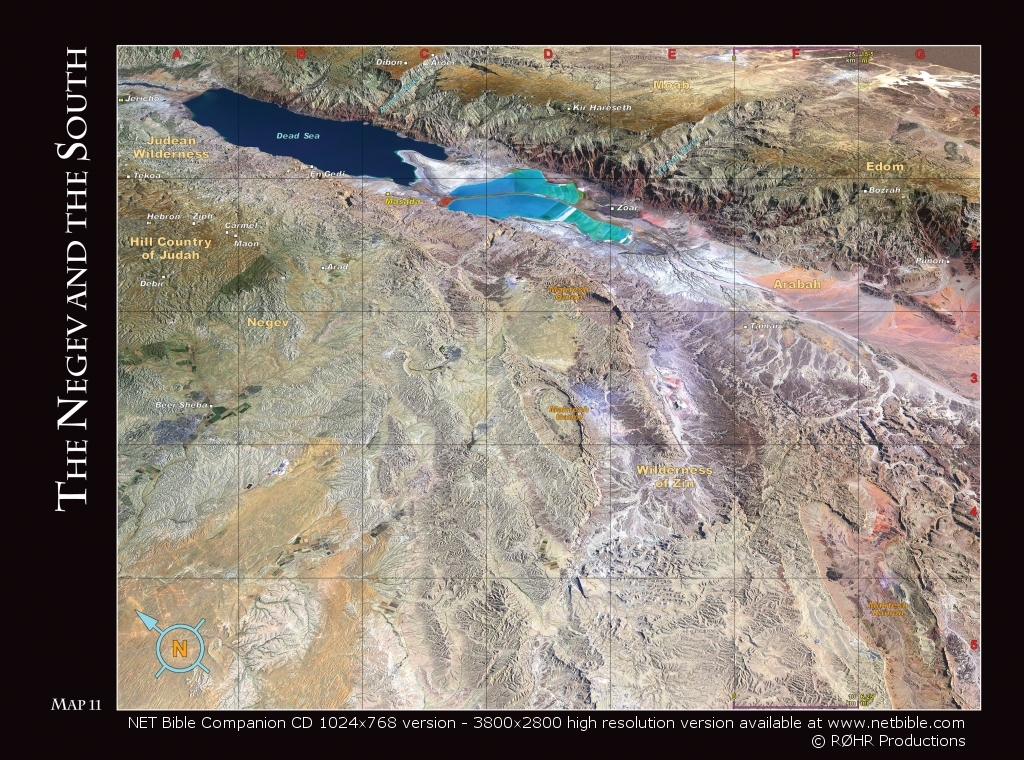 THE NEGEV AND THE SOUTH
A B C D E F G
Dibon
Aroer
25
km
Moab
Jericho
Kir Hareseth
1
Dead Sea
Judean
Wilderness
Edom
Tekoa
En Gedi
Bozrah
Masada
Zoar
Hebron Ziph
Carmel
Maon
Hill Country
of Judah
2
Punon
Arad
Debir
Arabah
Negev
Tamar
3
Beer Sheba
Wilderness
of Zin
4
5
N
MAP 11
NET Bible Companion CD 1024x768 version - 3800x2800 high resolution version available at www.netbible.com
© RØHR Productions